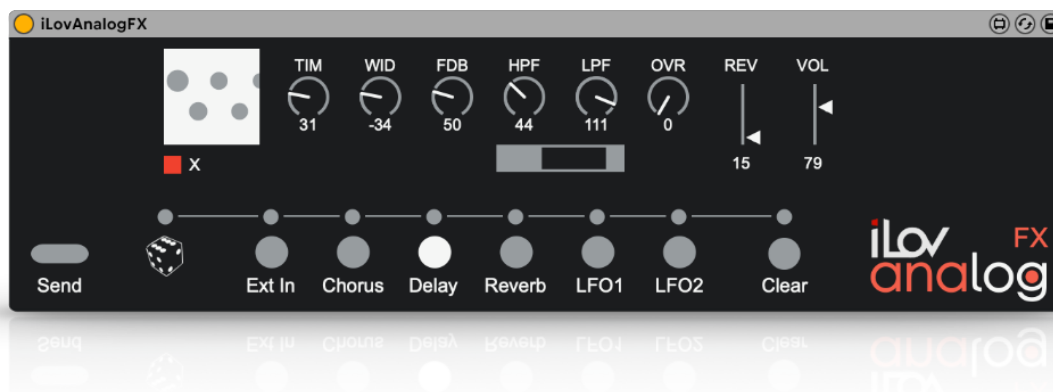 iLovAnalogFX
TIM WID FDB HPF LPF OVR REV VOL
31 -34 50 44 111 0 15 79
X
Send Ext In Chorus Delay Reverb LFO1 LFO2 Clear
iLov FX
analog